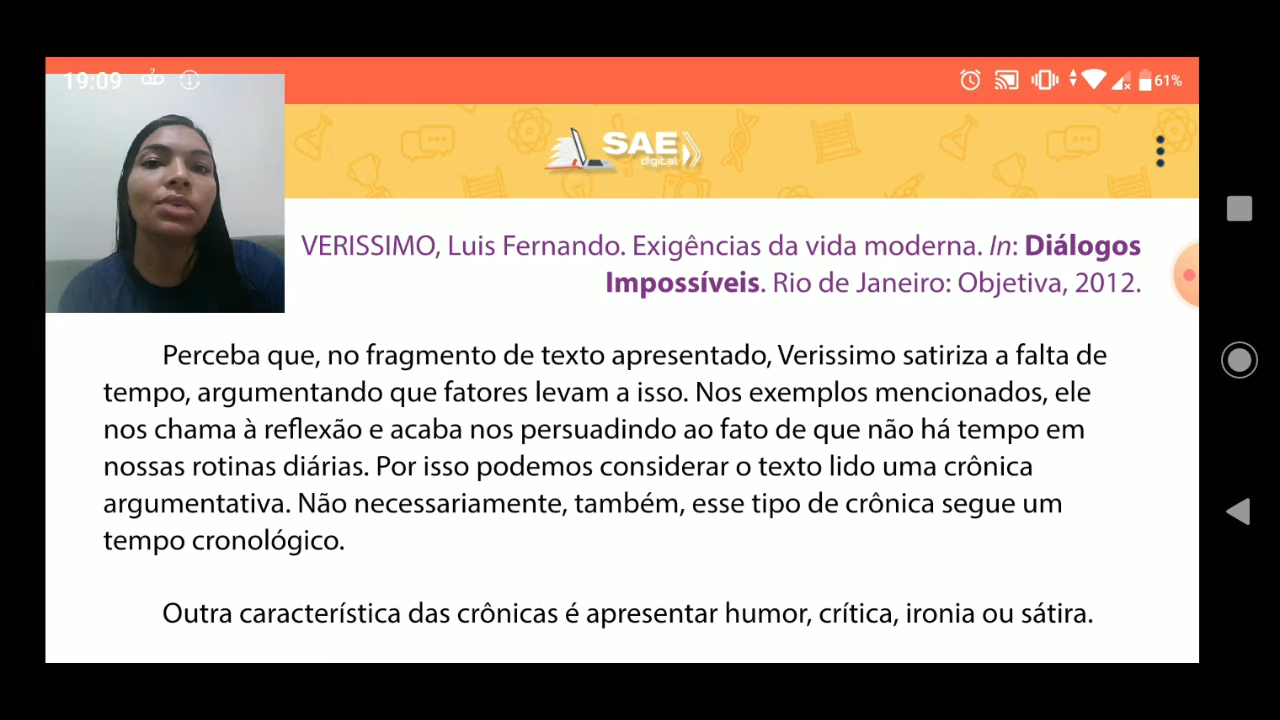 19:09
61%
SAE
digital
VERISSIMO, Luis Fernando. Exigências da vida moderna. In: Diálogos
Impossíveis. Rio de Janeiro: Objetiva, 2012.
Perceba que, no fragmento de texto apresentado, Verissimo satiriza a falta de
tempo, argumentando que fatores levam a isso. Nos exemplos mencionados, ele
nos chama à reflexão e acaba nos persuadindo ao fato de que não há tempo em
nossas rotinas diárias. Por isso podemos considerar o texto lido uma crônica
argumentativa. Não necessariamente, também, esse tipo de crônica segue um
tempo cronológico.
Outra característica das crônicas é apresentar humor, crítica, ironia ou sátira.